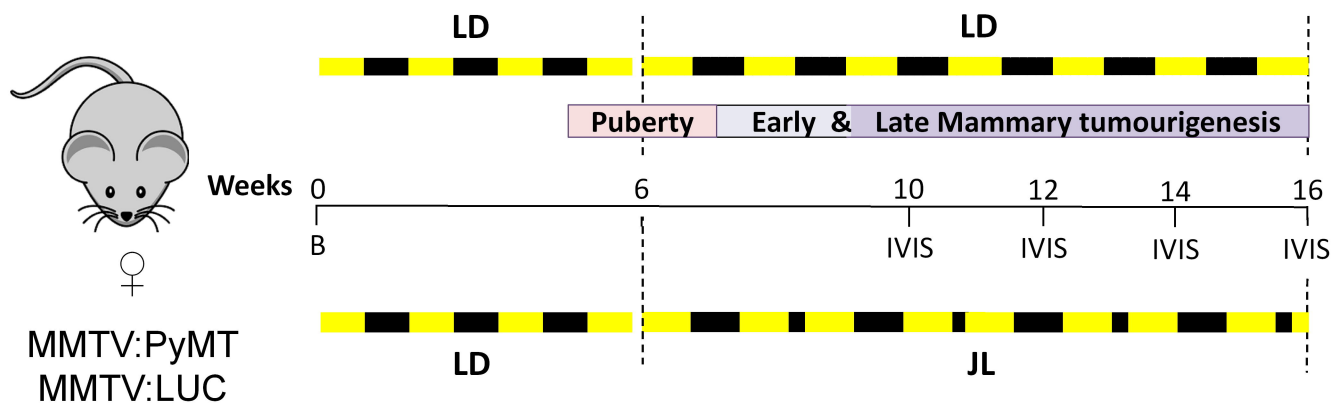 LD LD
Puberty Early & Late Mammary tumourigenesis
Weeks 0 6 10 12 14 16
B IVIS IVIS IVIS IVIS
♀
MMTV:PyMT
MMTV:LUC
LD JL